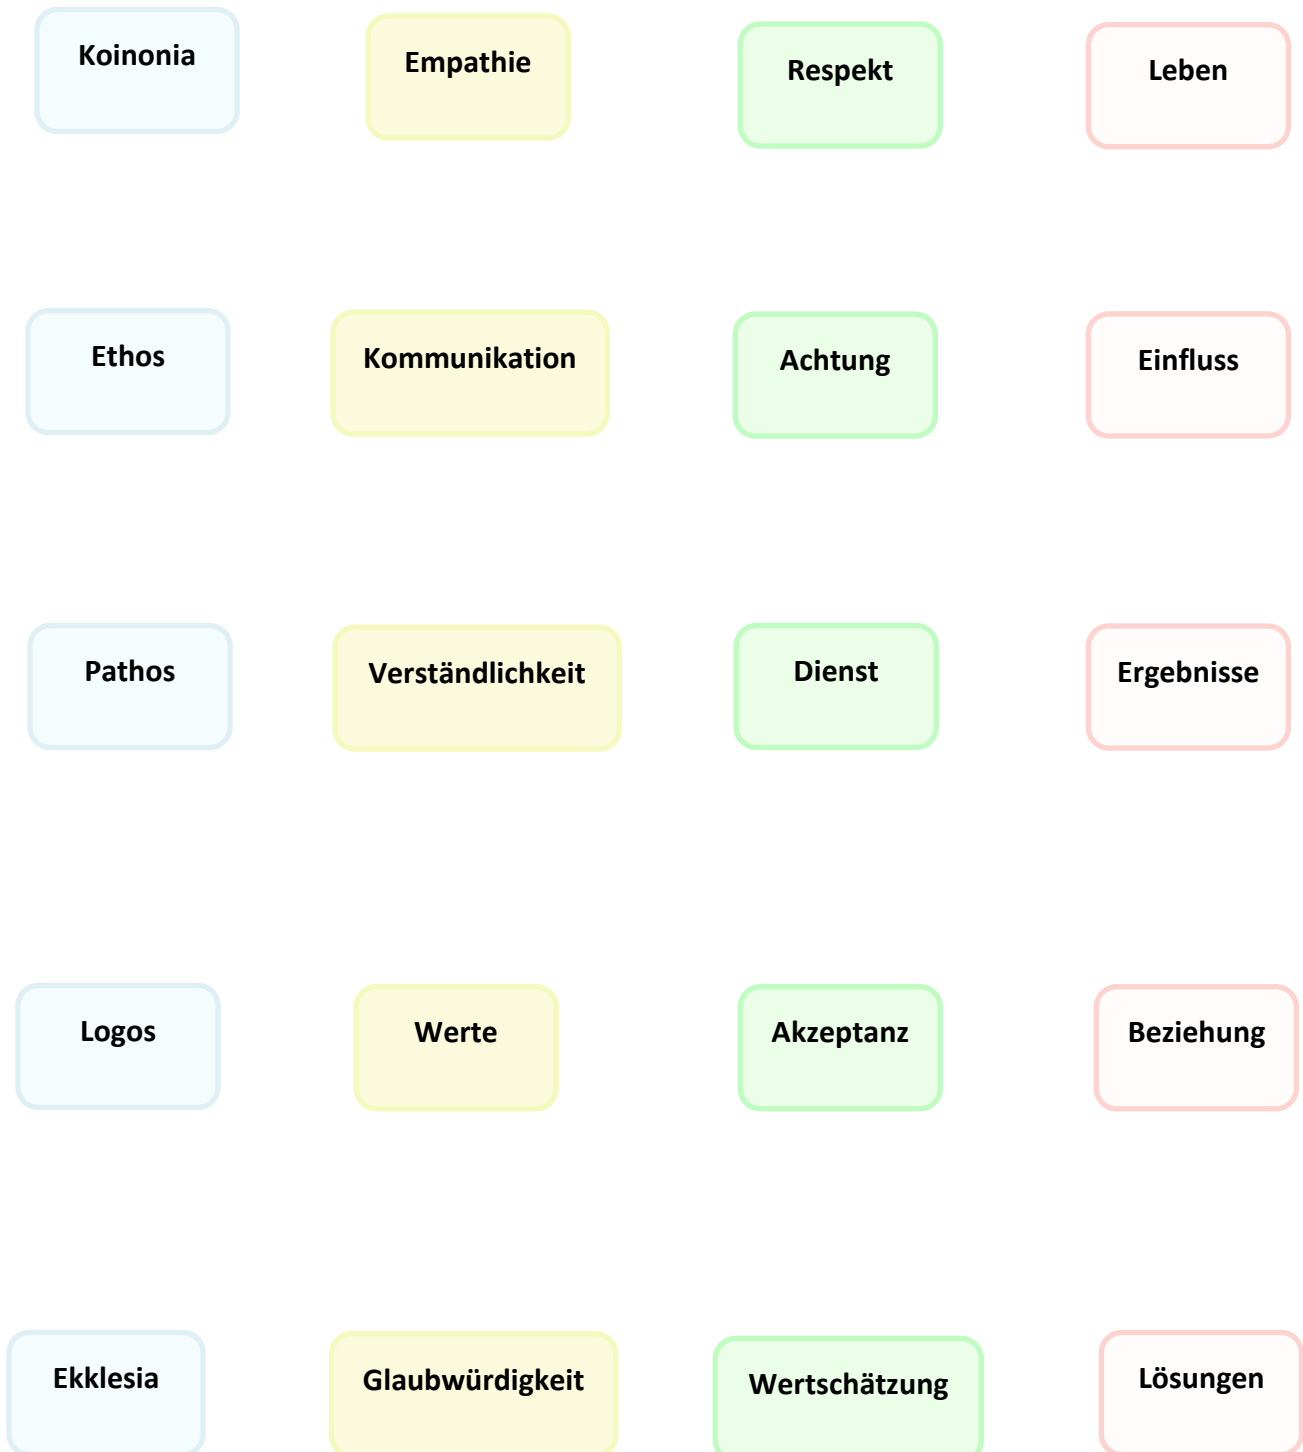 Koinonia
Empathie
Respekt
Leben
Ethos
Kommunikation
Achtung
Einfluss
Pathos
Verständlichkeit
Dienst
Ergebnisse
Logos
Werte
Akzeptanz
Beziehung
Ekklesia
Glaubwürdigkeit
Wertschätzung
Lösungen